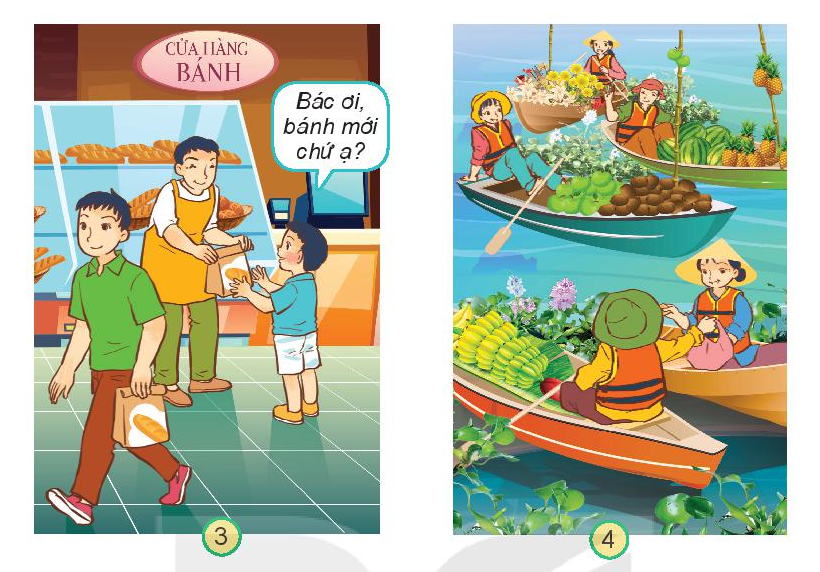 CỬA HÀNG
BÁNH
Bác ơi,
bánh mới
chứ ạ?
3
4